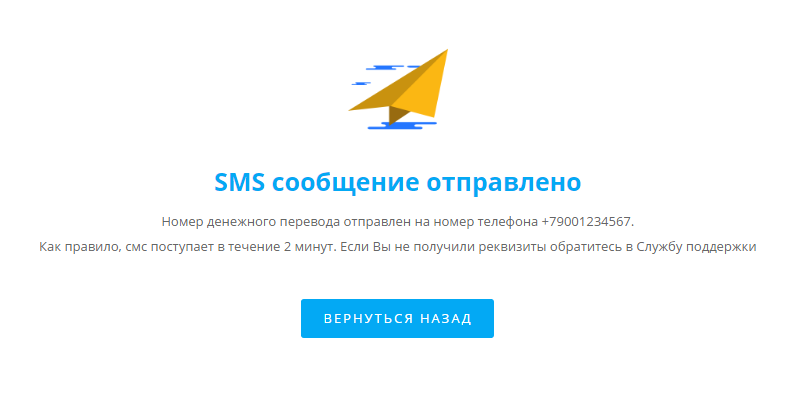 SMS сообщение отправлено
Номер денежного перевода отправлен на номер телефона +79001234567.
Как правило, смс поступает в течение 2 минут. Если Вы не получили реквизиты обратитесь в Службу поддержки
ВЕРНУТЬСЯ НАЗАД